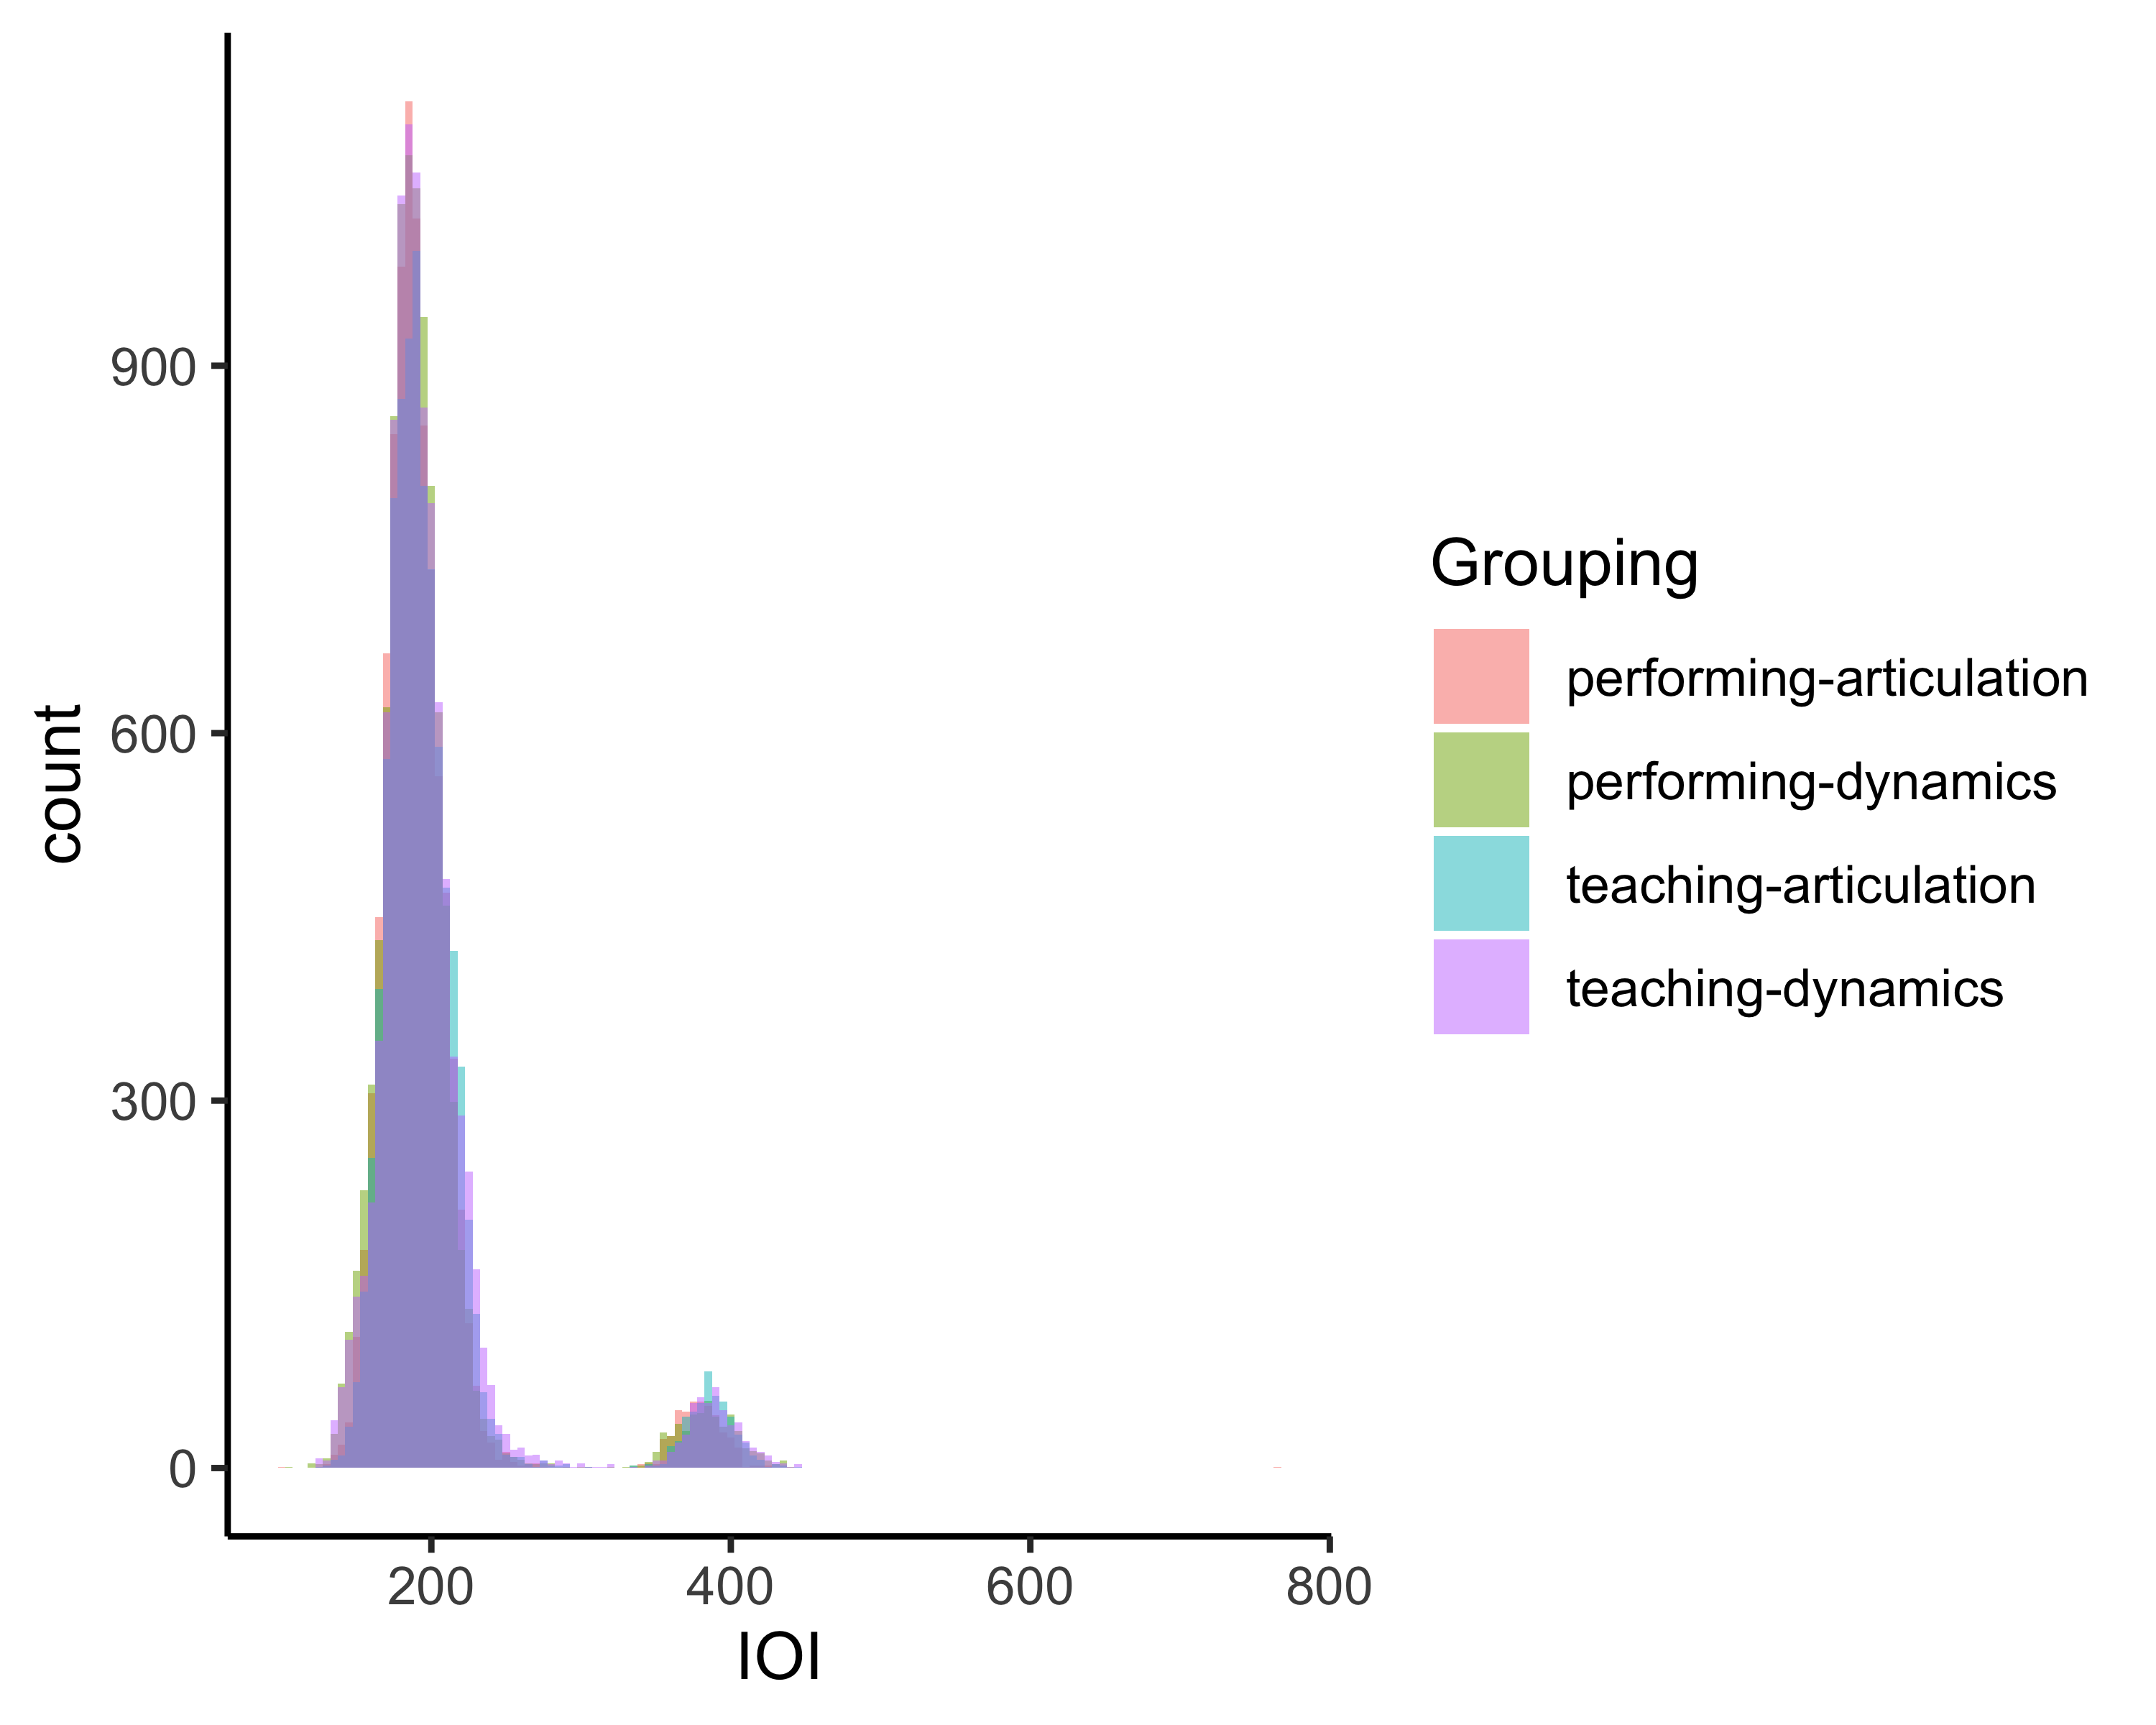 count
900
600
300
0
200 400 600 800
IOI
Grouping
performing-articulation
performing-dynamics
teaching-articulation
teaching-dynamics